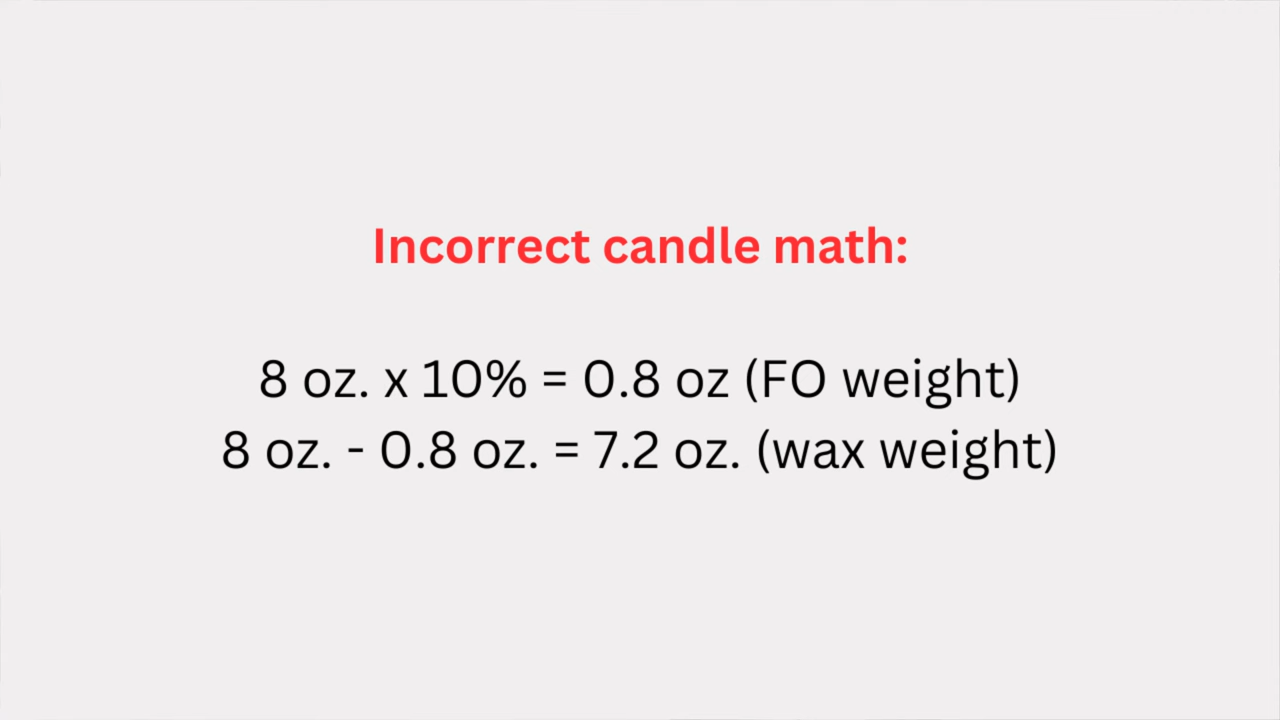 Incorrect candle math:
8 oz. x 10% = 0.8 oz (FO weight)
8 oz. - 0.8 oz. = 7.2 oz. (wax weight)